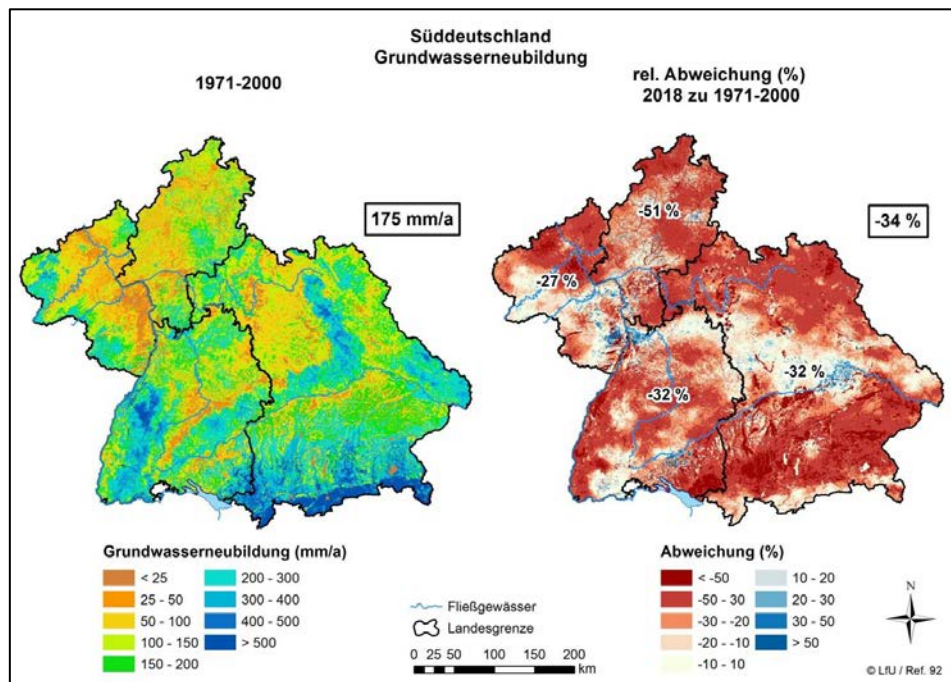 Süddeutschland
Grundwasserneubildung
1971-2000
rel. Abweichung (%)
2018 zu 1971-2000
175 mm/a
-34 %
-51 %
-27 %
-32 %
-32 %
Grundwasserneubildung (mm/a)
< 25
25 - 50
50 - 100
100 - 150
150 - 200
200 - 300
300 - 400
400 - 500
> 500
Fließgewässer
Landesgrenze
0 25 50 100 150 200
km
Abweichung (%)
< -50
-50 - 30
-30 - -20
-20 - -10
-10 - 10
10 - 20
20 - 30
30 - 50
> 50
N
© LfU / Ref. 92